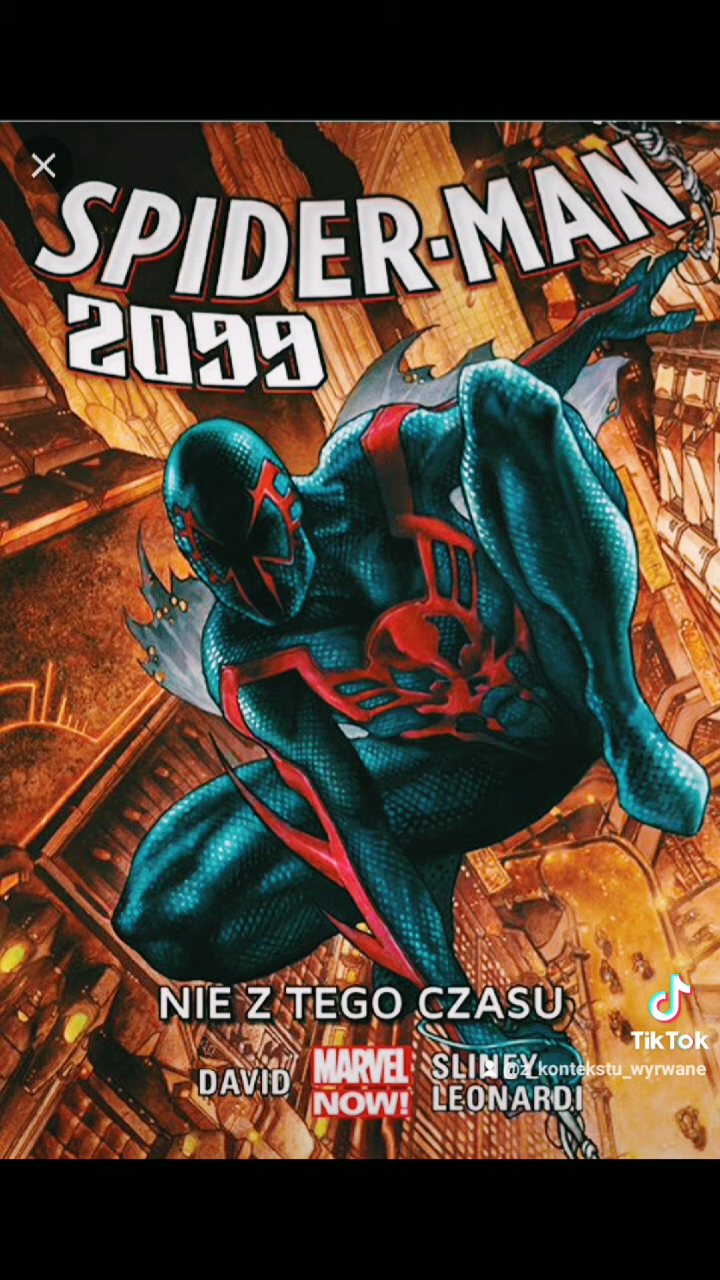 SPIDER-MAN
2099
NIE Z TEGO CZASU
DAVID
MARVEL
NOW!
SLINEY
LEONARDI
TikTok
@z_kontekstu_wyrwane